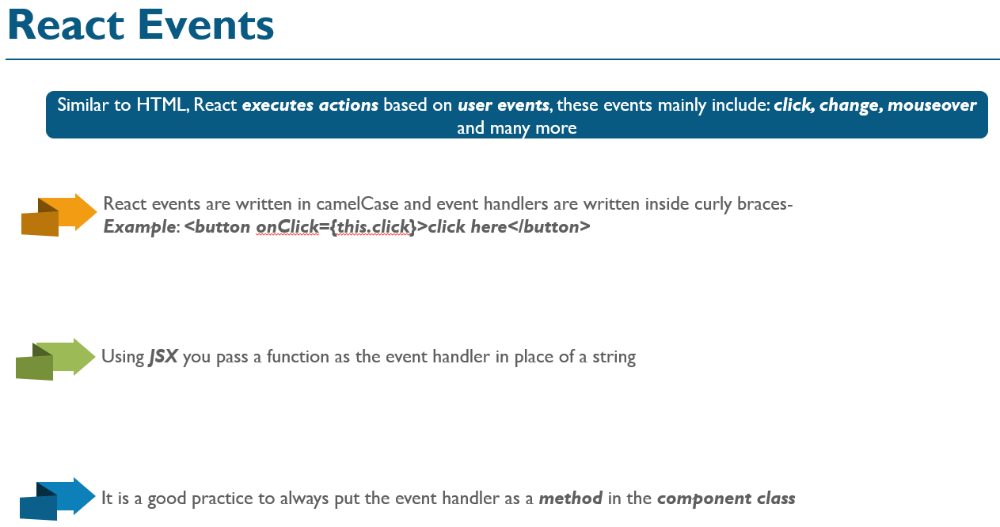 React Events
Similar to HTML, React executes actions based on user events, these events mainly include: click, change, mouseover
and many more
React events are written in camelCase and event handlers are written inside curly braces-
Example: <button onClick={this.click}>click here</button>
Using JSX you pass a function as the event handler in place of a string
It is a good practice to always put the event handler as a method in the component class